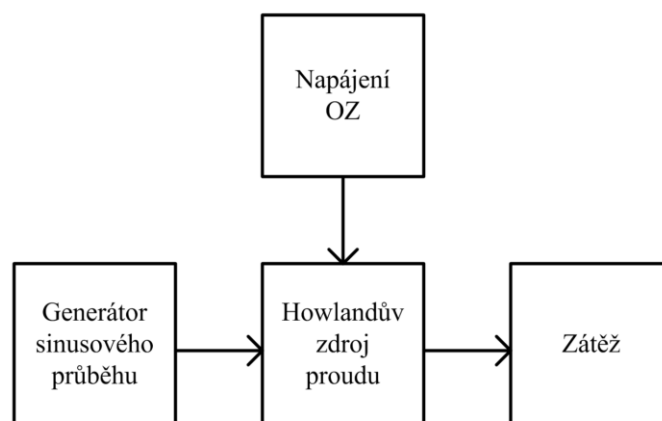 Napájení
OZ
Generátor
sinusového
průběhu
Howlandův
zdroj
proudu
Zátěž